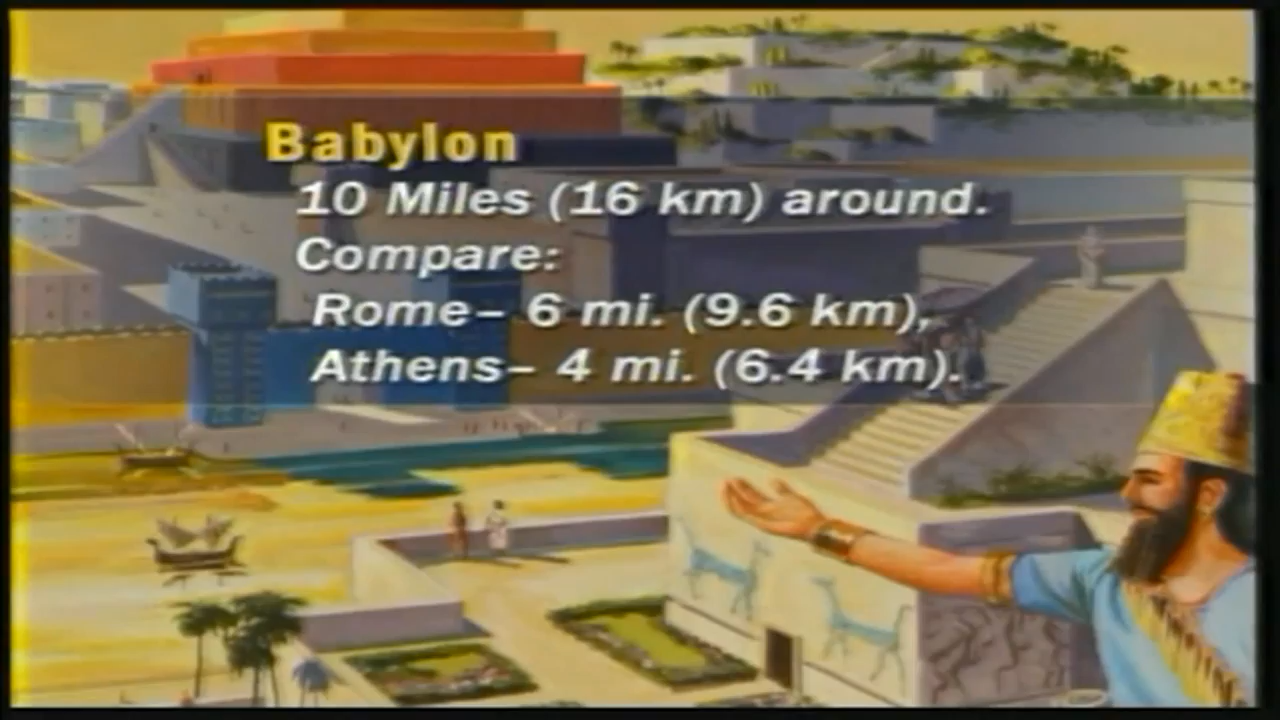 Babylon
10 Miles (16 km) around.
Compare:
Rome– 6 mi. (9.6 km),
Athens– 4 mi. (6.4 km).